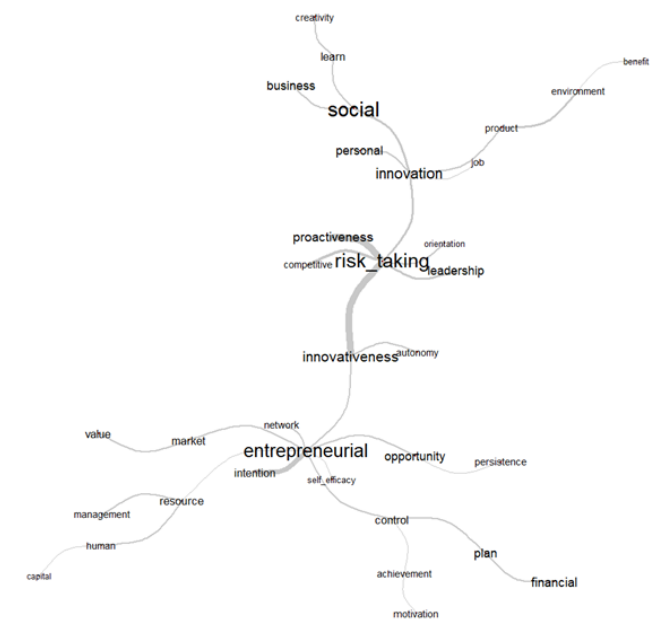 creativity
learn
benefit
business
environment
social
product
personal
job
innovation
proactiveness
orientation
competitive
risk_taking
leadership
innovativeness
autonomy
network
value
market
entrepreneurial
opportunity
persistence
intention
self_efficacy
resource
management
control
human
plan
capital
achievement
financial
motivation